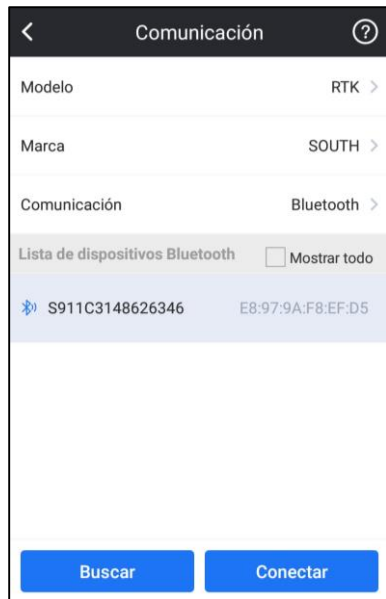 Comunicación ?
Modelo RTK
Marca SOUTH
Comunicación Bluetooth
Lista de dispositivos Bluetooth Mostrar todo
S911C3148626346 E8:97:9A:F8:EF:D5
Buscar Conectar